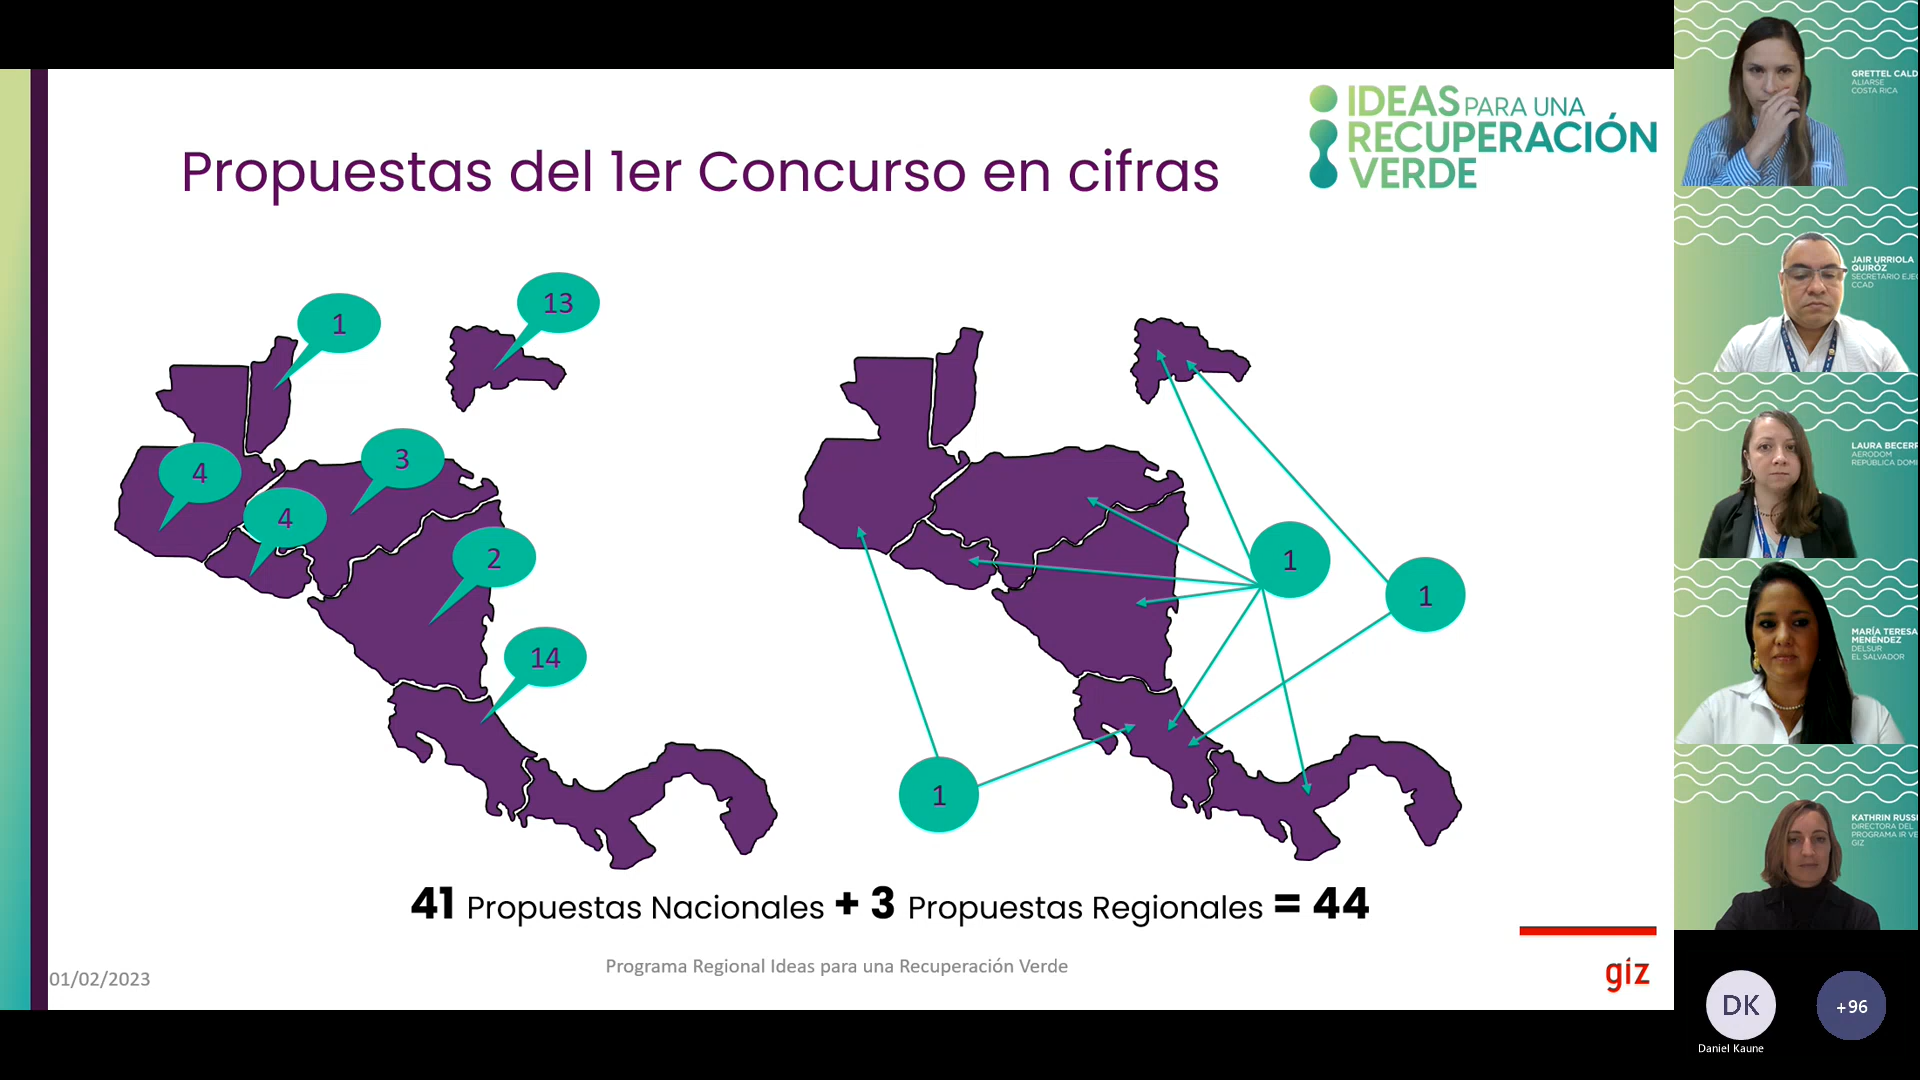 IDEAS PARA UNA
RECUPERACIÓN
VERDE
Propuestas del 1er Concurso en cifras
1
13
4
3
4
2
14
1
1
1
41 Propuestas Nacionales + 3 Propuestas Regionales = 44
Programa Regional Ideas para una Recuperación Verde
01/02/2023
giz
GRETTEL CALD
ALIARSE
COSTA RICA
JAIR URRIOLA
QUIRÓZ
SECRETARIO EJEC
CCAD
LAURA BECERR
AERODOM
REPÚBLICA DOMI
MARÍA TERESA
MENÉNDEZ
DELSUR
EL SALVADOR
KATHRIN RUSS
DIRECTORA DEL
PROGRAMA IR VE
GIZ
DK
Daniel Kaune
+96